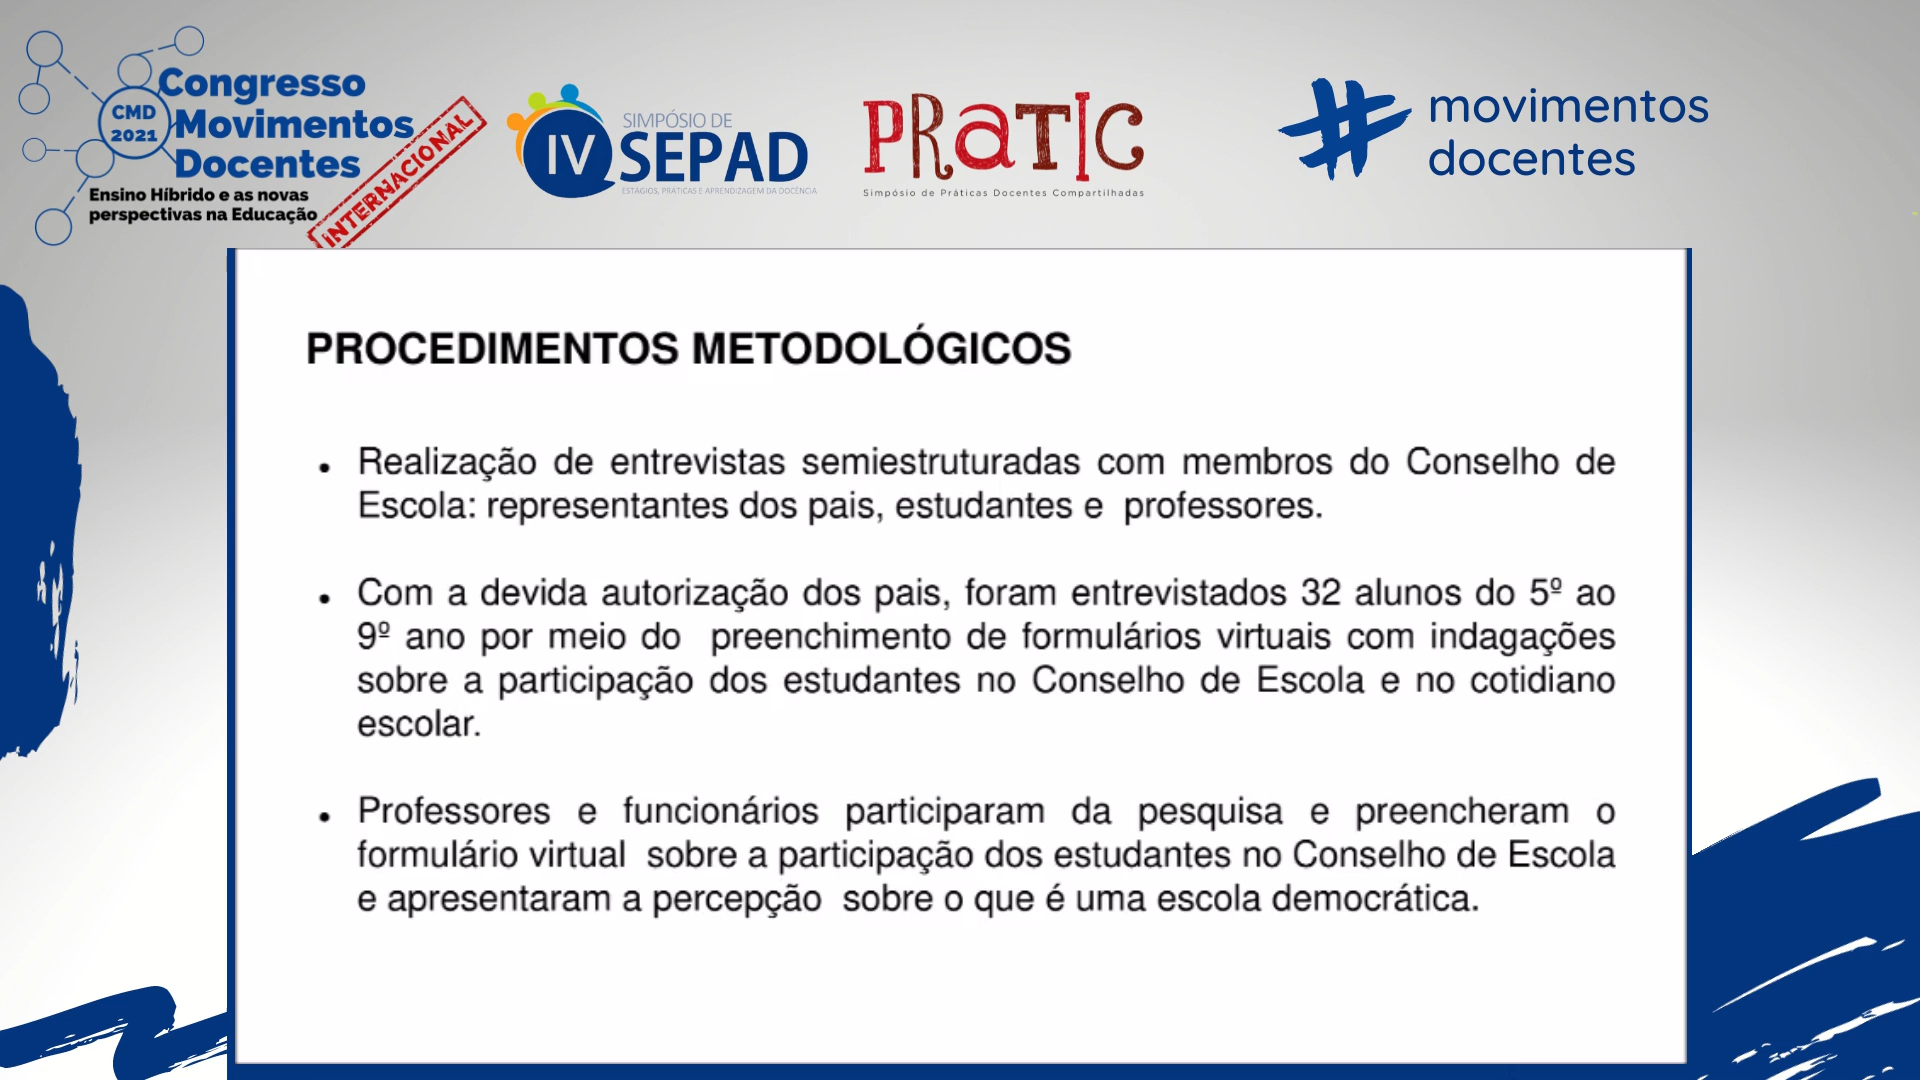 Congresso
CMD
2021
Movimentos
Docentes
Ensino Híbrido e as novas
perspectivas na Educação
INTERNACIONAL
IV
SIMPÓSIO DE
SEPAD
ESTÁGIOS, PRÁTICAS E APRENDIZAGEM DA DOCÊNCIA
PRATIC
Simpósio de Práticas Docentes Compartilhadas
movimentos
docentes
PROCEDIMENTOS METODOLÓGICOS
• Realização de entrevistas semiestruturadas com membros do Conselho de
Escola: representantes dos pais, estudantes e professores.
• Com a devida autorização dos pais, foram entrevistados 32 alunos do 5º ao
9º ano por meio do preenchimento de formulários virtuais com indagações
sobre a participação dos estudantes no Conselho de Escola e no cotidiano
escolar.
• Professores e funcionários participaram da pesquisa e preencheram o
formulário virtual sobre a participação dos estudantes no Conselho de Escola
e apresentaram a percepção sobre o que é uma escola democrática.